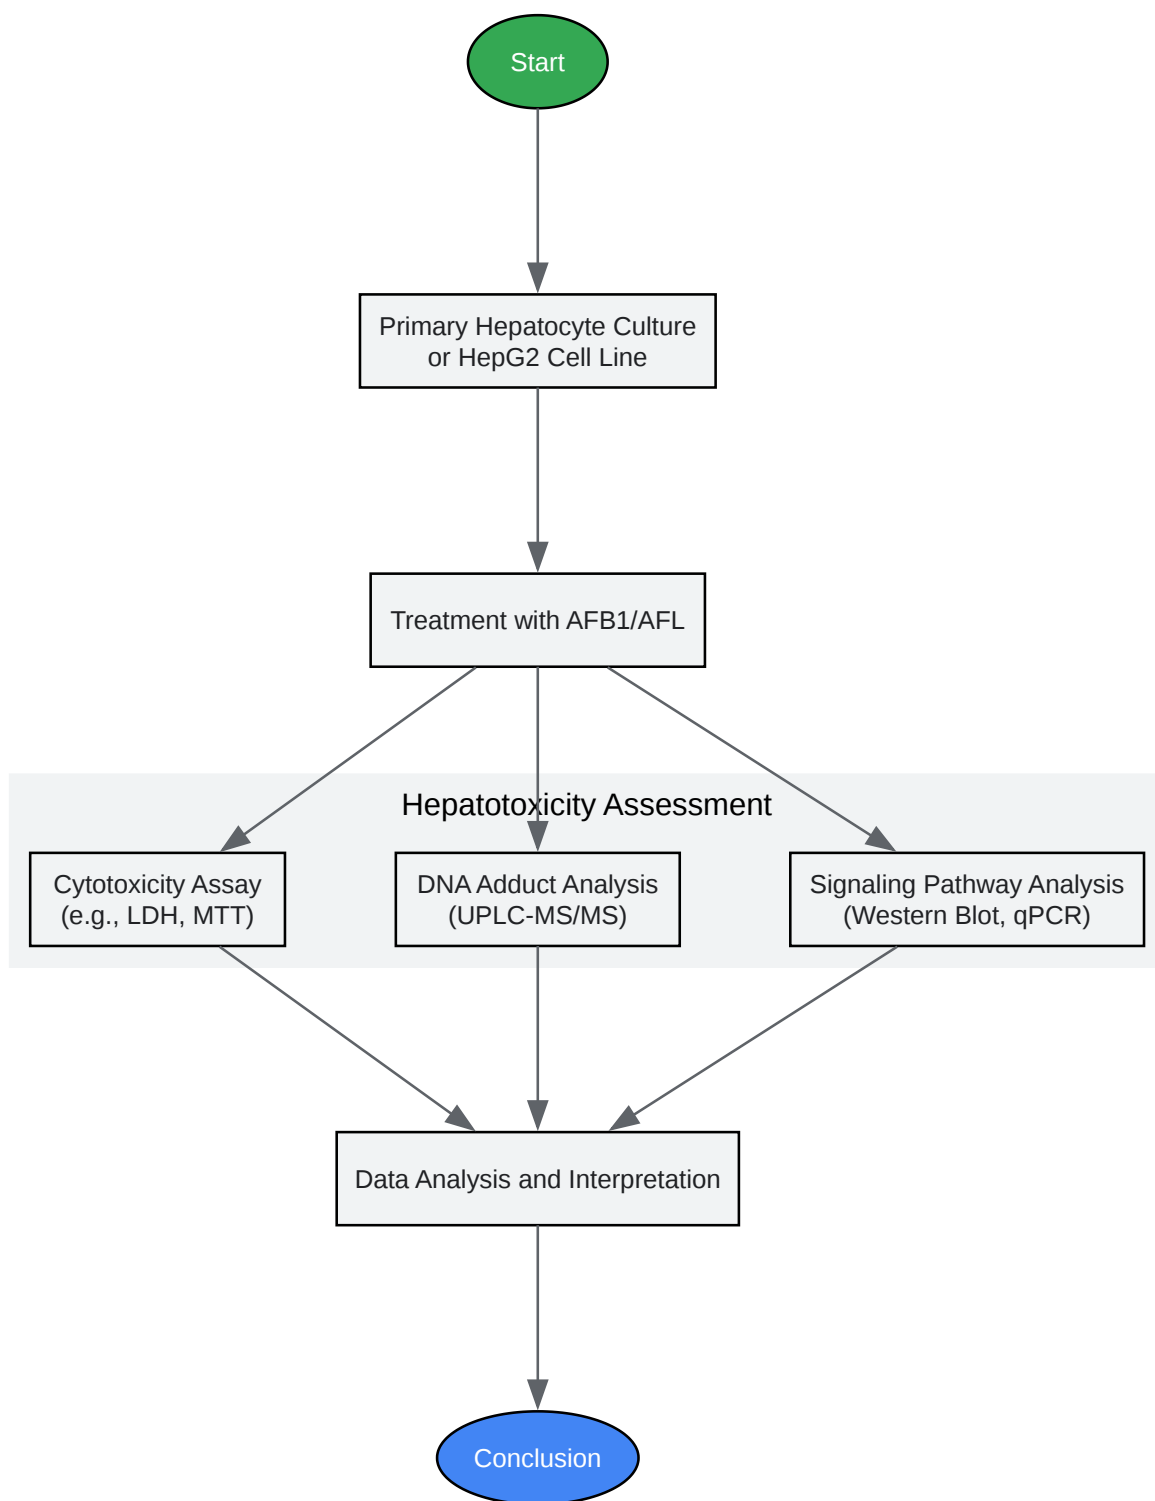 Start
Primary Hepatocyte Culture
or HepG2 Cell Line
Treatment with AFB1/AFL
Hepatotoxicity Assessment
Cytotoxicity Assay
(e.g., LDH, MTT)
DNA Adduct Analysis
(UPLC-MS/MS)
Signaling Pathway Analysis
(Western Blot, qPCR)
Data Analysis and Interpretation
Conclusion